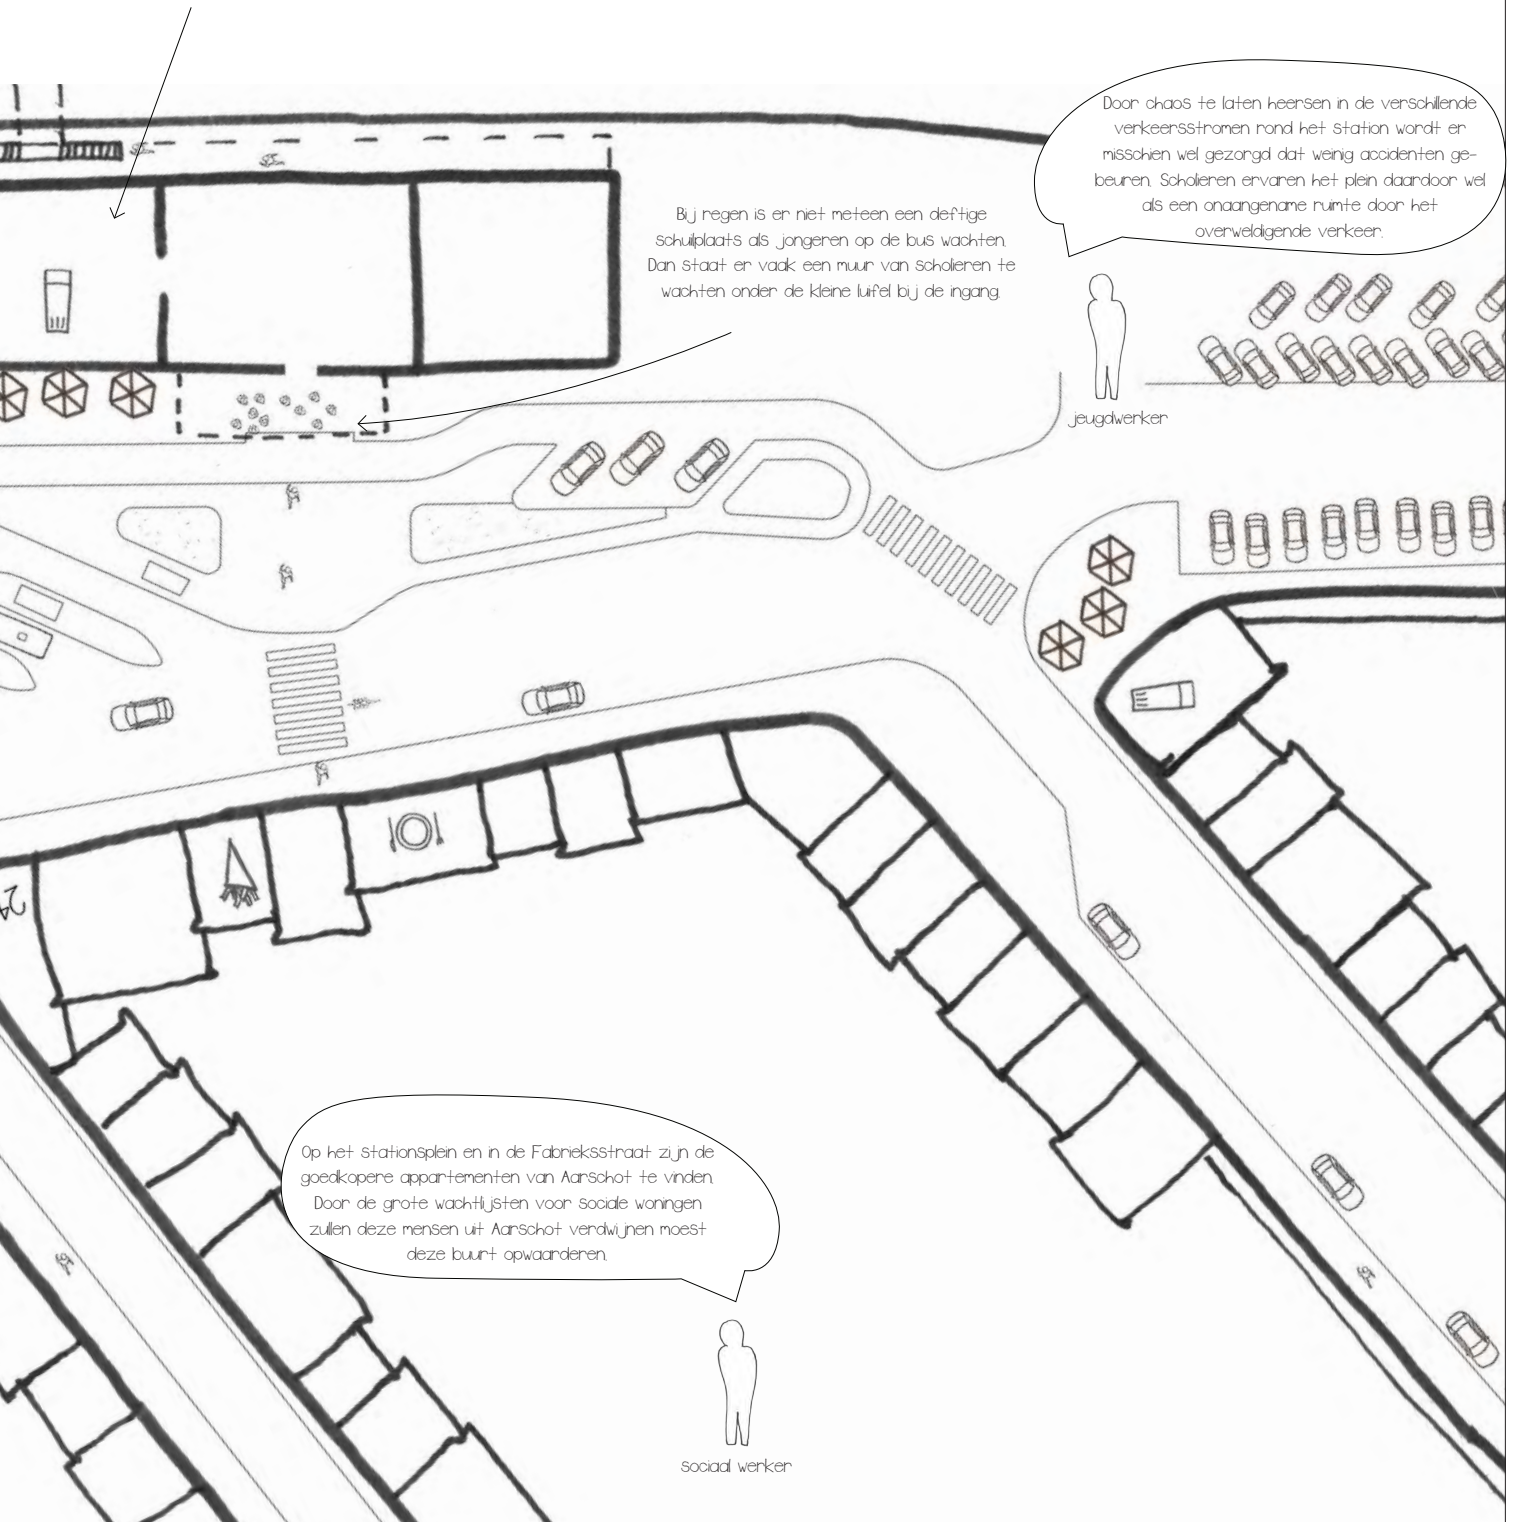 Door chaos te laten heersen in de verschillende
verkeersstromen rond het station wordt er
misschien wel gezorgd dat weinig accidenten ge-
beuren. Scholieren ervaren het plein daardoor wel
als een onaangename ruimte door het
overweldigende verkeer.
Bij regen is er niet meteen een deftige
schuilplaats als jongeren op de bus wachten.
Dan staat er vaak een muur van scholieren te
wachten onder de kleine luifel bij de ingang.
jeugdwerker
Op het stationsplein en in de Fabrieksstraat zijn de
goedkopere appartementen van Aarschot te vinden.
Door de grote wachtlijsten voor sociale woningen
zullen deze mensen uit Aarschot verdwijnen moest
deze buurt opwaarderen.
sociaal werker